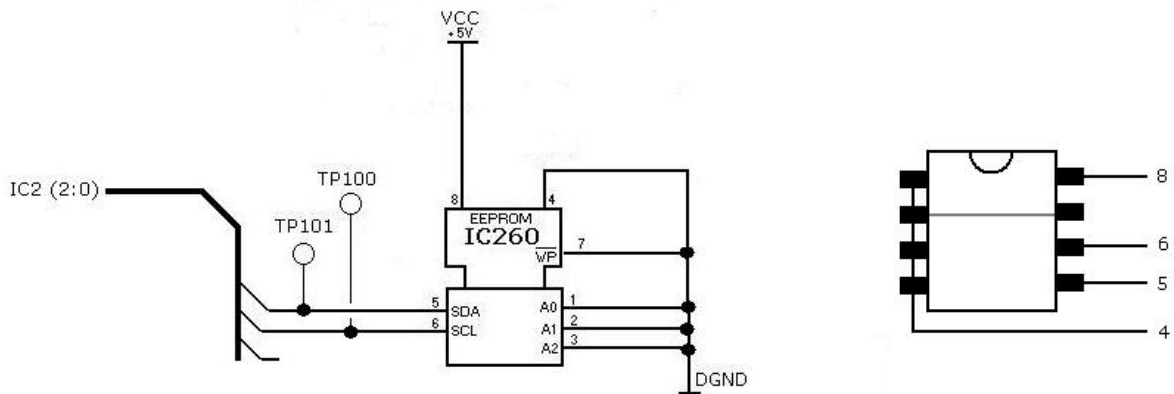 VCC
+5V
IC2 (2:0)
TP100
TP101
8
4
EEPROM
IC260
WP
7
5
SDA
A0
1
6
SCL
A1
2
A2
3
DGND
8
6
5
4